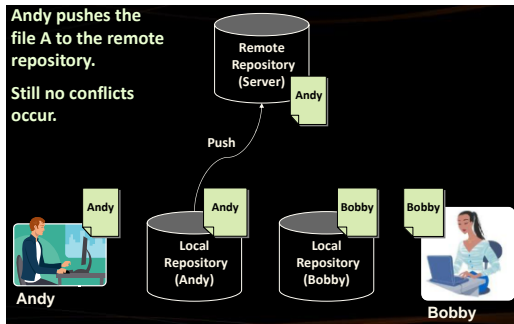 Andy pushes the
file A to the remote
repository.
Still no conflicts
occur.
Remote
Repository
(Server)
Andy
Push
Andy
Andy
Bobby
Bobby
Local
Repository
(Andy)
Local
Repository
(Bobby)
Andy
Bobby